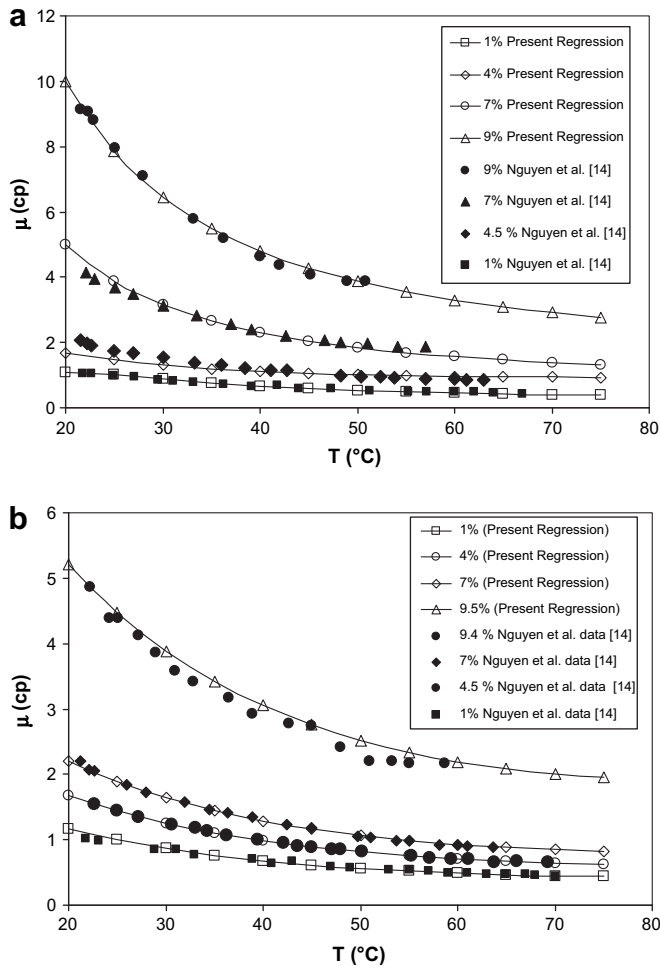 a
12
10
8
6
4
2
0
μ (cp)
20 30 40 50 60 70 80
T (°C)
1% Present Regression
4% Present Regression
7% Present Regression
9% Present Regression
9% Nguyen et al. [14]
7% Nguyen et al. [14]
4.5 % Nguyen et al. [14]
1% Nguyen et al. [14]
b
6
5
4
3
2
1
0
μ (cp)
20 30 40 50 60 70 80
T (°C)
1% (Present Regression)
4% (Present Regression)
7% (Present Regression)
9.5% (Present Regression)
9.4 % Nguyen et al. data [14]
7% Nguyen et al. data [14]
4.5 % Nguyen et al. data [14]
1% Nguyen et al. data [14]